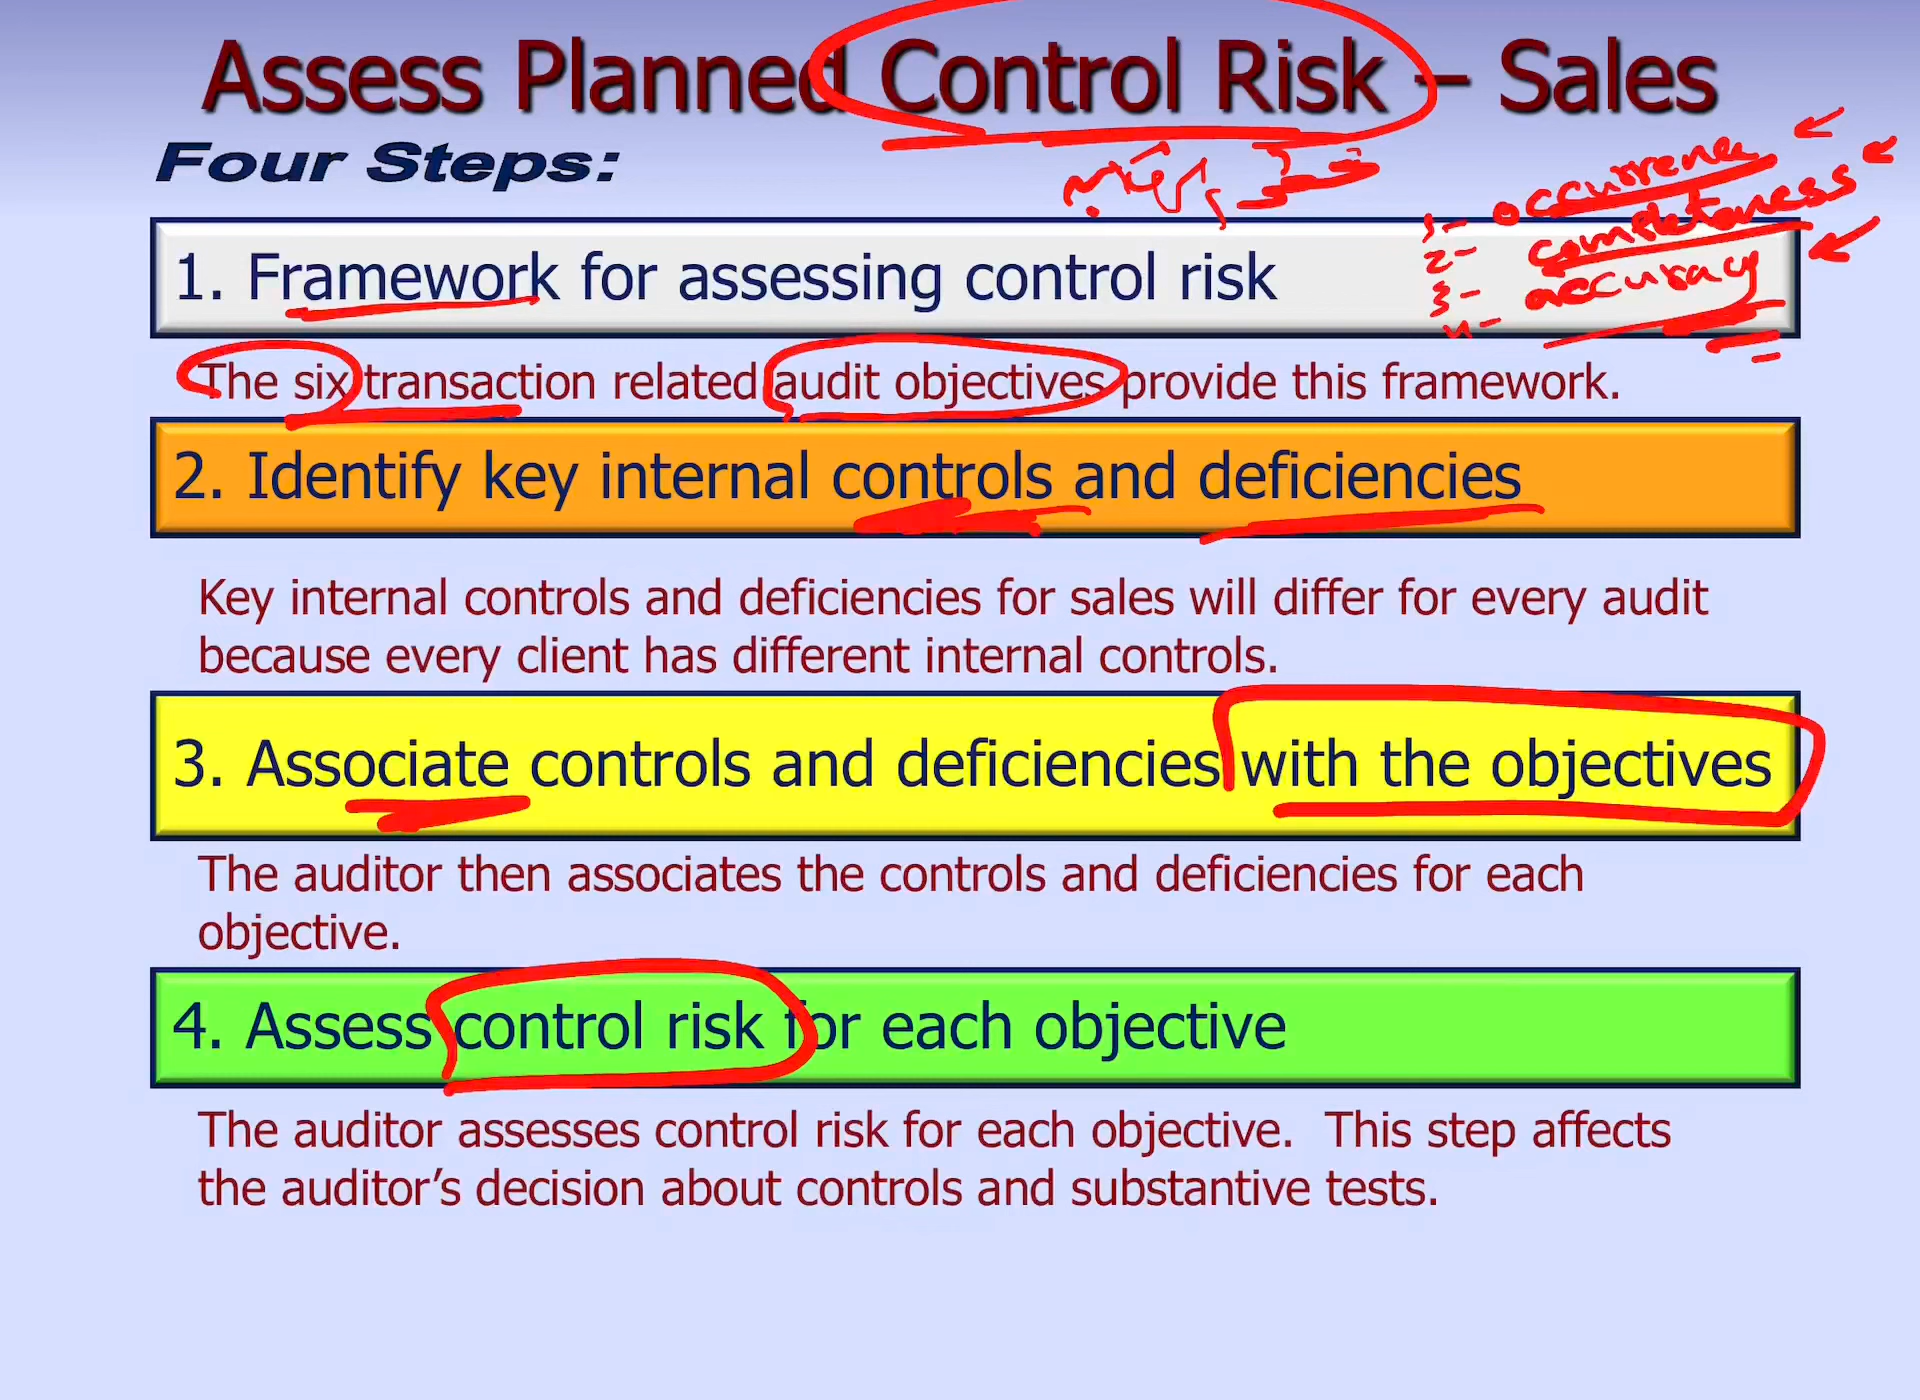 Assess Planned Control Risk – Sales
Four Steps:
1- occurrence
2- completeness
3- accuracy
4-
1. Framework for assessing control risk
The six transaction related audit objectives provide this framework.
2. Identify key internal controls and deficiencies
Key internal controls and deficiencies for sales will differ for every audit
because every client has different internal controls.
3. Associate controls and deficiencies with the objectives
The auditor then associates the controls and deficiencies for each
objective.
4. Assess control risk for each objective
The auditor assesses control risk for each objective. This step affects
the auditor’s decision about controls and substantive tests.